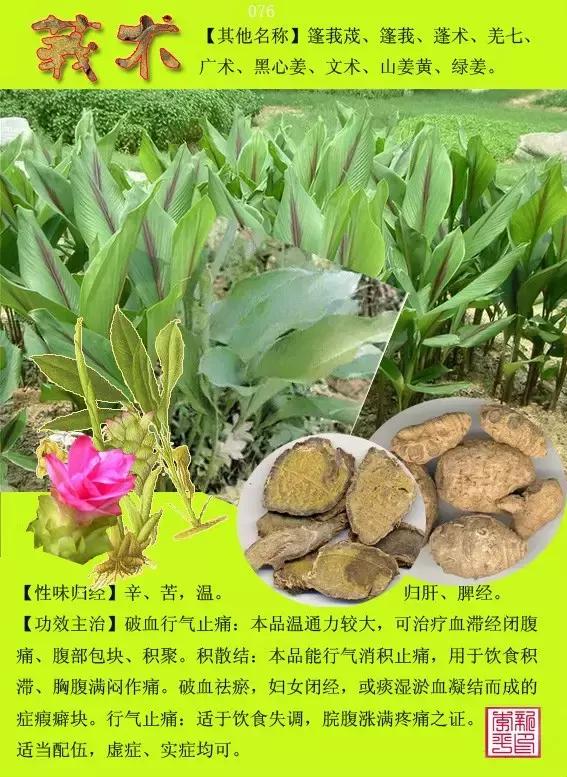 076
莪术
【其他名称】篷莪茂、篷莪、蓬术、羌七、
广术、黑心姜、文术、山姜黄、绿姜。
【性味归经】辛、苦，温。 归肝、脾经。
【功效主治】破血行气止痛：本品温通力较大，可治疗血滞经闭腹
痛、腹部包块、积聚。积散结：本品能行气消积止痛，用于饮食积
滞、胸腹满闷作痛。破血祛瘀，妇女闭经，或痰湿淤血凝结而成的
症瘕癖块。行气止痛：适于饮食失调，脘腹涨满疼痛之证。
适当配伍，虚症、实症均可。